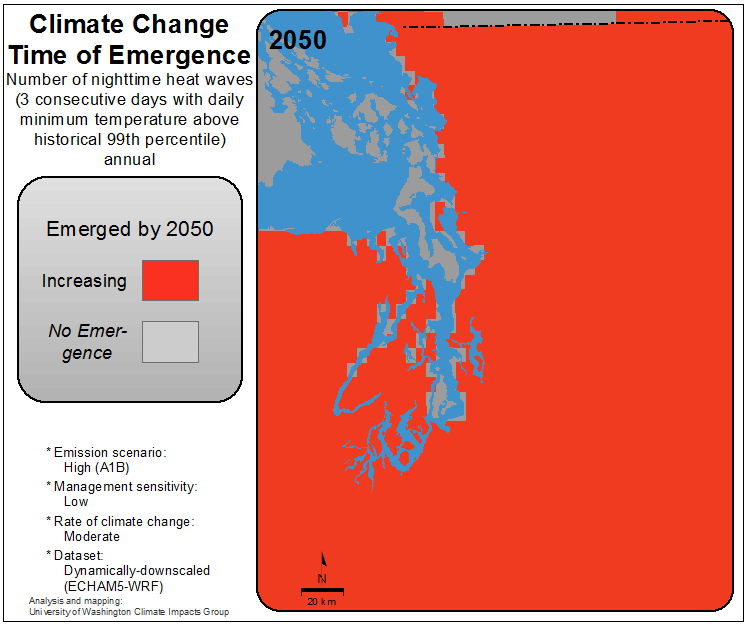 Climate Change
Time of Emergence
Number of nighttime heat waves
(3 consecutive days with daily
minimum temperature above
historical 99th percentile)
annual
Emerged by 2050
Increasing
No Emer-
gence
* Emission scenario:
High (A1B)
* Management sensitivity:
Low
* Rate of climate change:
Moderate
* Dataset:
Dynamically-downscaled
(ECHAM5-WRF)
Analysis and mapping:
University of Washington Climate Impacts Group
2050
N
20 km